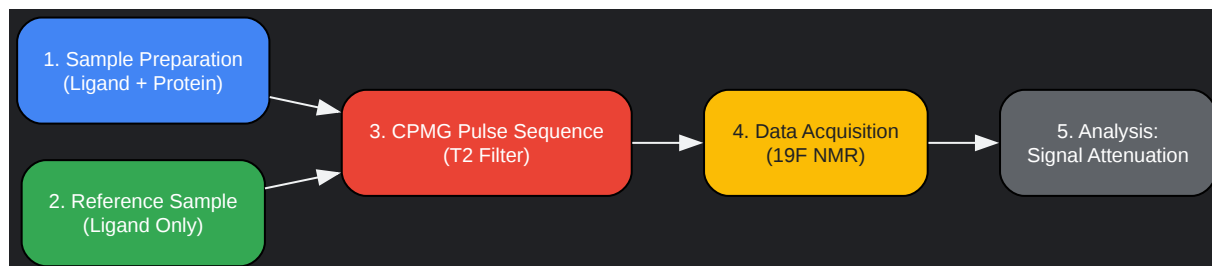 1. Sample Preparation
(Ligand + Protein)
2. Reference Sample
(Ligand Only)
3. CPMG Pulse Sequence
(T2 Filter)
4. Data Acquisition
(19F NMR)
5. Analysis:
Signal Attenuation